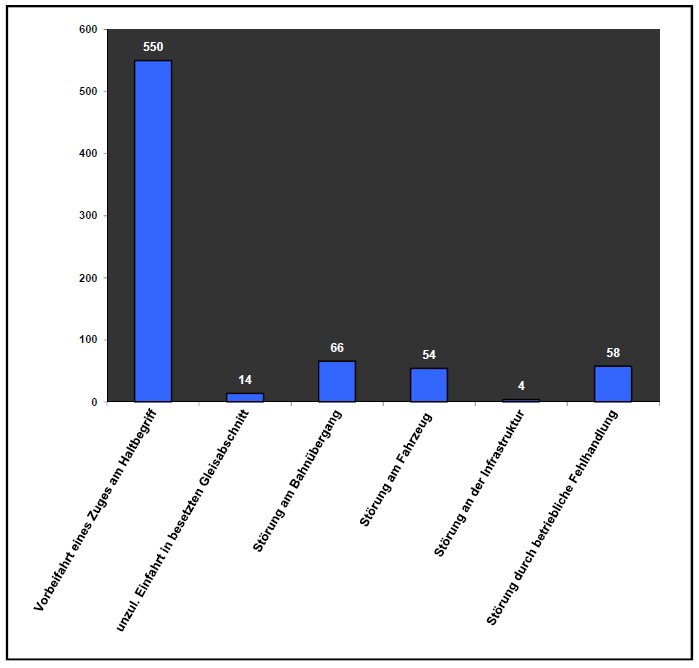 600
500
400
300
200
100
0
550
14
66
54
4
58
Vorbeifahrt eines Zuges am Haltbegriff
unzul. Einfahrt in besetzten Gleisabschnitt
Störung am Bahnübergang
Störung am Fahrzeug
Störung an der Infrastruktur
Störung durch betriebliche Fehlhandlung